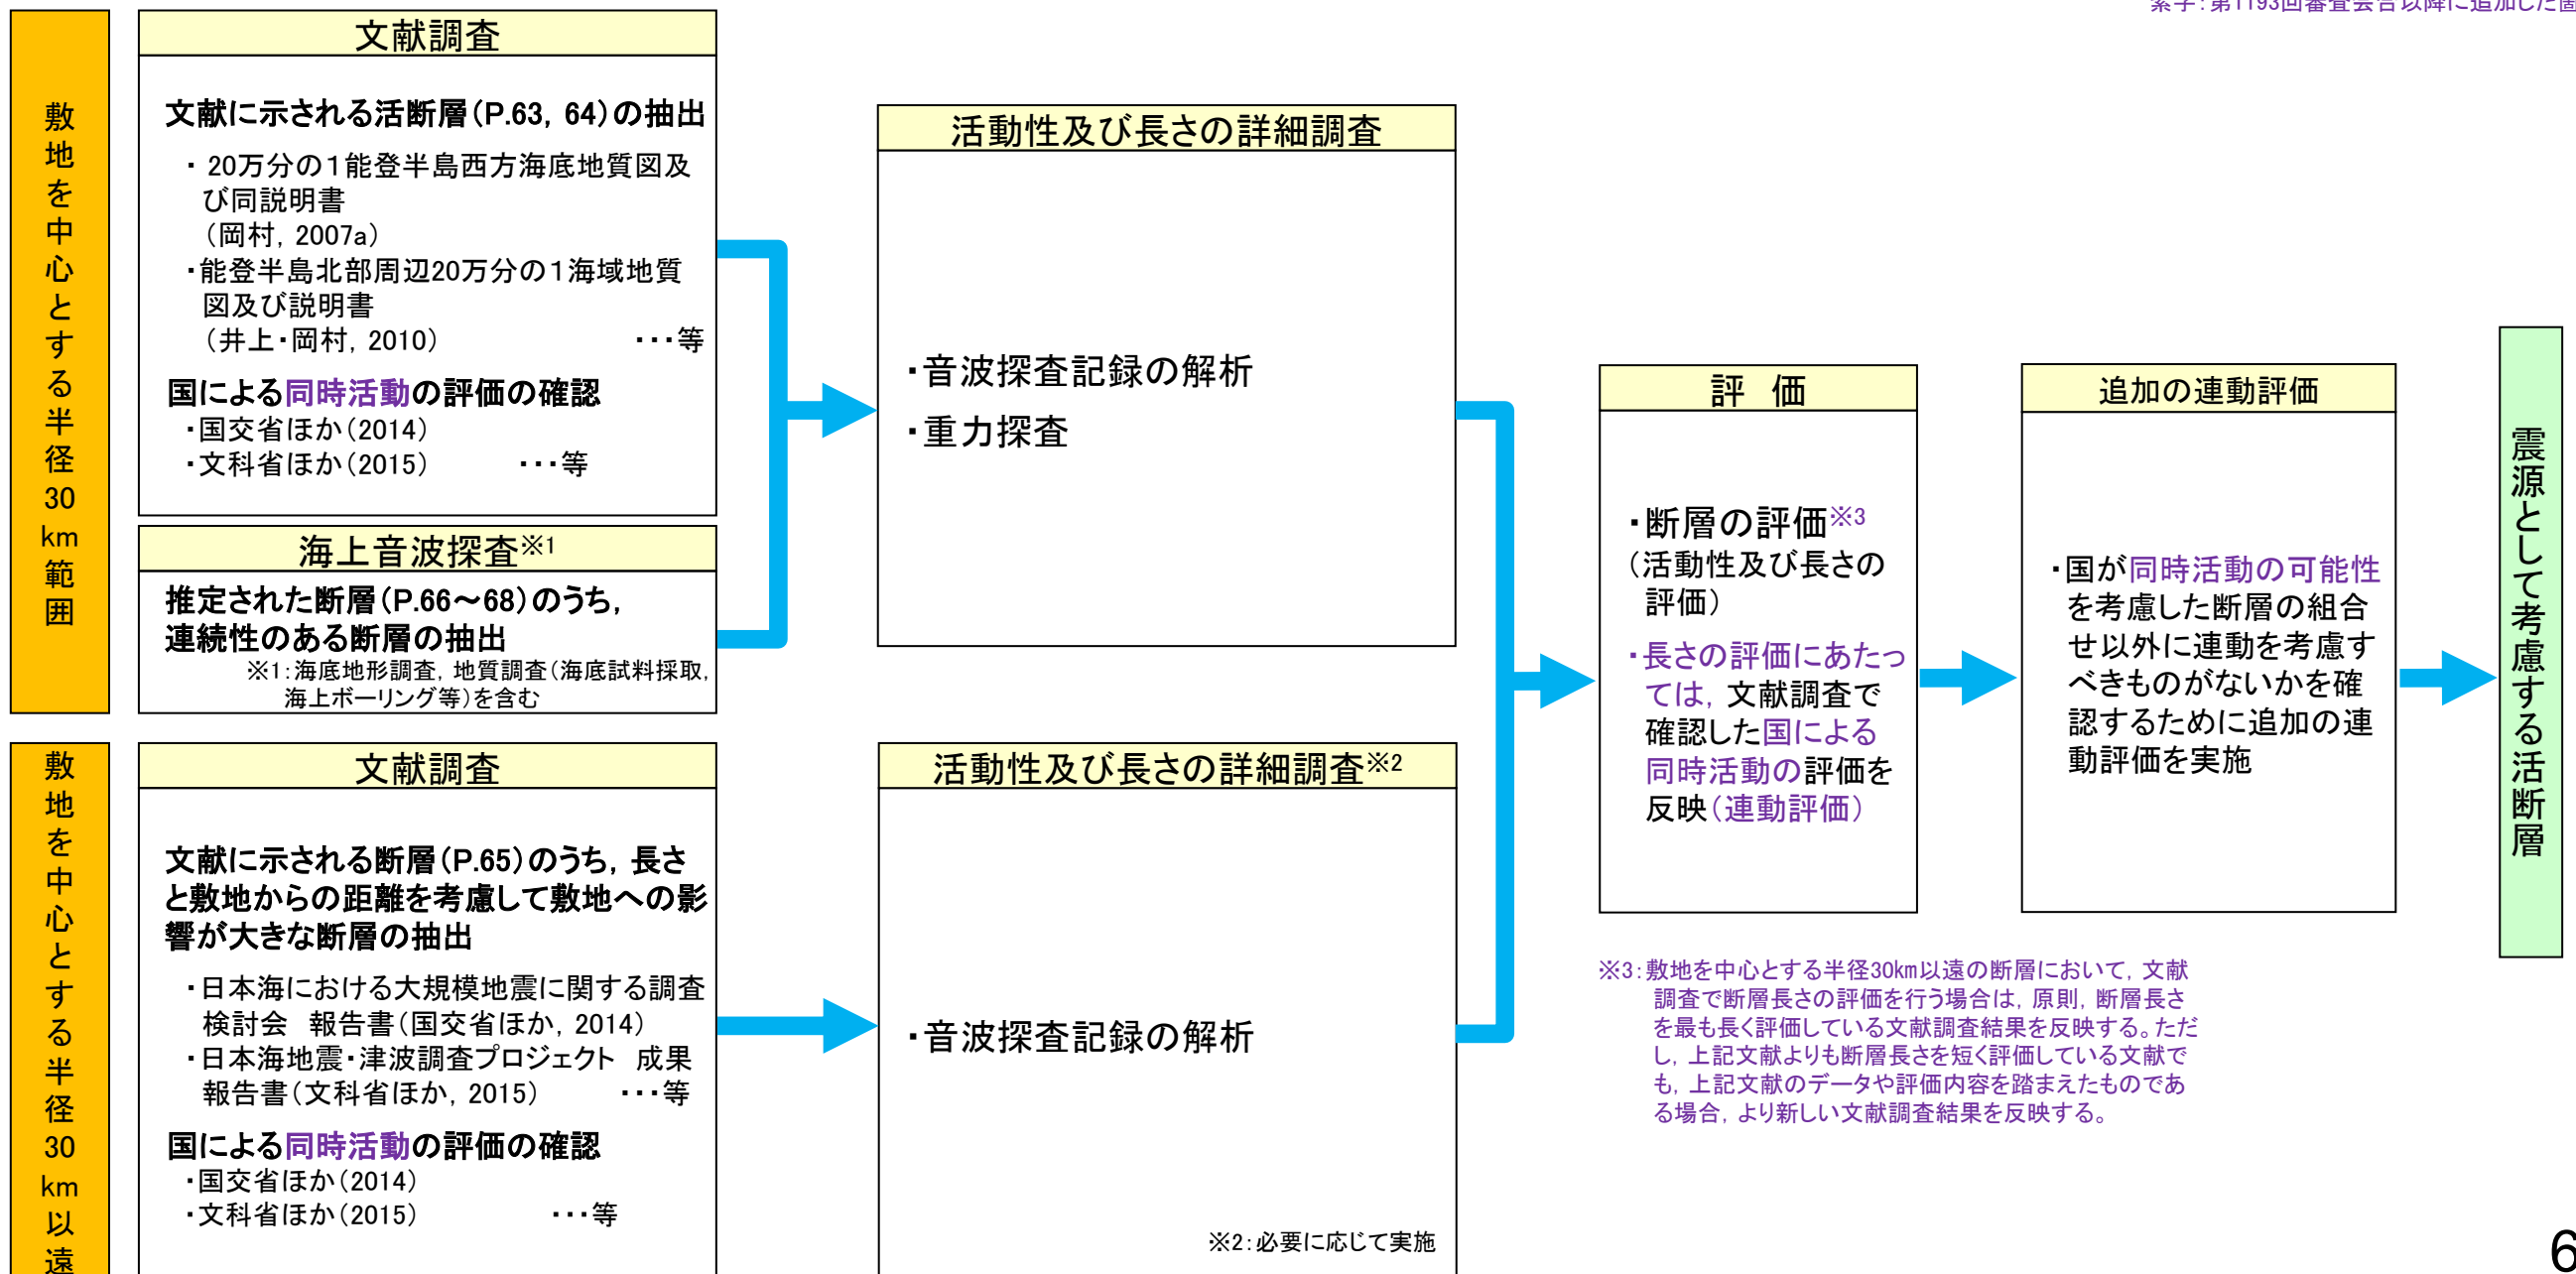 紫字：第1193回審査会合以降に追加した箇
敷地を中心とする半径30km範囲
文献調査
文献に示される活断層（P.63，64）の抽出
・20万分の1能登半島西方海底地質図及
び同説明書
（岡村，2007a）
・能登半島北部周辺20万分の1海域地質
図及び説明書
（井上・岡村，2010） ・・・等
国による同時活動の評価の確認
・国交省ほか（2014）
・文科省ほか（2015） ・・・等
海上音波探査※1
推定された断層（P.66～68）のうち，
連続性のある断層の抽出
※1：海底地形調査，地質調査（海底試料採取，
海上ボーリング等）を含む
活動性及び長さの詳細調査
・音波探査記録の解析
・重力探査
敷地を中心とする半径30km以遠
文献調査
文献に示される断層（P.65）のうち，長さ
と敷地からの距離を考慮して敷地への影
響が大きな断層の抽出
・日本海における大規模地震に関する調査
検討会　報告書（国交省ほか，2014）
・日本海地震・津波調査プロジェクト　成果
報告書（文科省ほか，2015） ・・・等
国による同時活動の評価の確認
・国交省ほか（2014）
・文科省ほか（2015） ・・・等
活動性及び長さの詳細調査※2
・音波探査記録の解析
※2：必要に応じて実施
評　価
・断層の評価※3
（活動性及び長さの
評価）
・長さの評価にあたっ
ては，文献調査で
確認した国による
同時活動の評価を
反映（連動評価）
追加の連動評価
・国が同時活動の可能性
を考慮した断層の組合
せ以外に連動を考慮す
べきものがないかを確
認するために追加の連
動評価を実施
震源として考慮する活断層
※3：敷地を中心とする半径30km以遠の断層において，文献
調査で断層長さの評価を行う場合は，原則，断層長さ
を最も長く評価している文献調査結果を反映する。ただ
し，上記文献よりも断層長さを短く評価している文献で
も，上記文献のデータや評価内容を踏まえたものであ
る場合，より新しい文献調査結果を反映する。
6